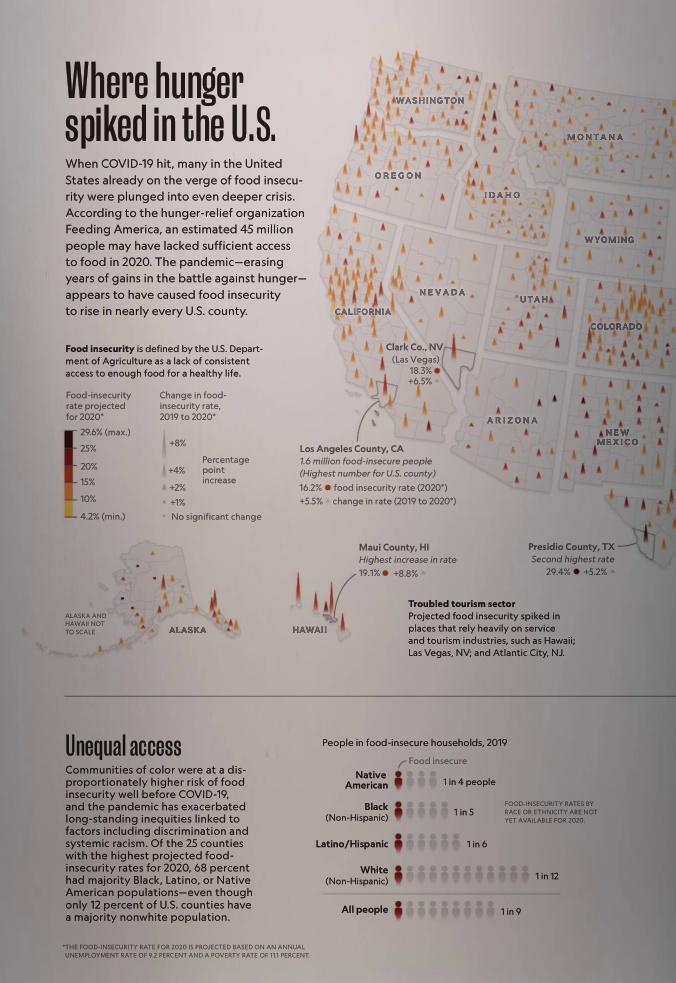 Where hunger
spiked in the U.S.
When COVID-19 hit, many in the United
States already on the verge of food insecu-
rity were plunged into even deeper crisis.
According to the hunger-relief organization
Feeding America, an estimated 45 million
people may have lacked sufficient access
to food in 2020. The pandemic—erasing
years of gains in the battle against hunger—
appears to have caused food insecurity
to rise in nearly every U.S. county.
Food insecurity is defined by the U.S. Depart-
ment of Agriculture as a lack of consistent
access to enough food for a healthy life.
Food-insecurity
rate projected
for 2020*
29.6% (max.)
25%
20%
15%
10%
4.2% (min.)
Change in food-
insecurity rate,
2019 to 2020*
+8%
+4%
+2%
+1%
Percentage
point
increase
No significant change
WASHINGTON
MONTANA
OREGON
IDAHO
WYOMING
NEVADA
UTAH
CALIFORNIA
COLORADO
Clark Co., NV
(Las Vegas)
18.3%
+6.5%
ARIZONA
NEW
MEXICO
Los Angeles County, CA
1.6 million food-insecure people
(Highest number for U.S. county)
16.2% food insecurity rate (2020*)
+5.5% change in rate (2019 to 2020*)
Maui County, HI
Highest increase in rate
19.1% +8.8%
Presidio County, TX
Second highest rate
29.4% +5.2%
ALASKA AND
HAWAII NOT
TO SCALE
ALASKA
HAWAII
Troubled tourism sector
Projected food insecurity spiked in
places that rely heavily on service
and tourism industries, such as Hawaii;
Las Vegas, NV; and Atlantic City, NJ.
Unequal access
Communities of color were at a dis-
proportionately higher risk of food
insecurity well before COVID-19,
and the pandemic has exacerbated
long-standing inequities linked to
factors including discrimination and
systemic racism. Of the 25 counties
with the highest projected food-
insecurity rates for 2020, 68 percent
had majority Black, Latino, or Native
American populations—even though
only 12 percent of U.S. counties have
a majority nonwhite population.
People in food-insecure households, 2019
Food insecure
Native
American
1 in 4 people
Black
(Non-Hispanic)
1 in 5
FOOD-INSECURITY RATES BY
RACE OR ETHNICITY ARE NOT
YET AVAILABLE FOR 2020.
Latino/Hispanic
1 in 6
White
(Non-Hispanic)
1 in 12
All people
1 in 9
*THE FOOD-INSECURITY RATE FOR 2020 IS PROJECTED BASED ON AN ANNUAL
UNEMPLOYMENT RATE OF 9.2 PERCENT AND A POVERTY RATE OF 11.1 PERCENT.